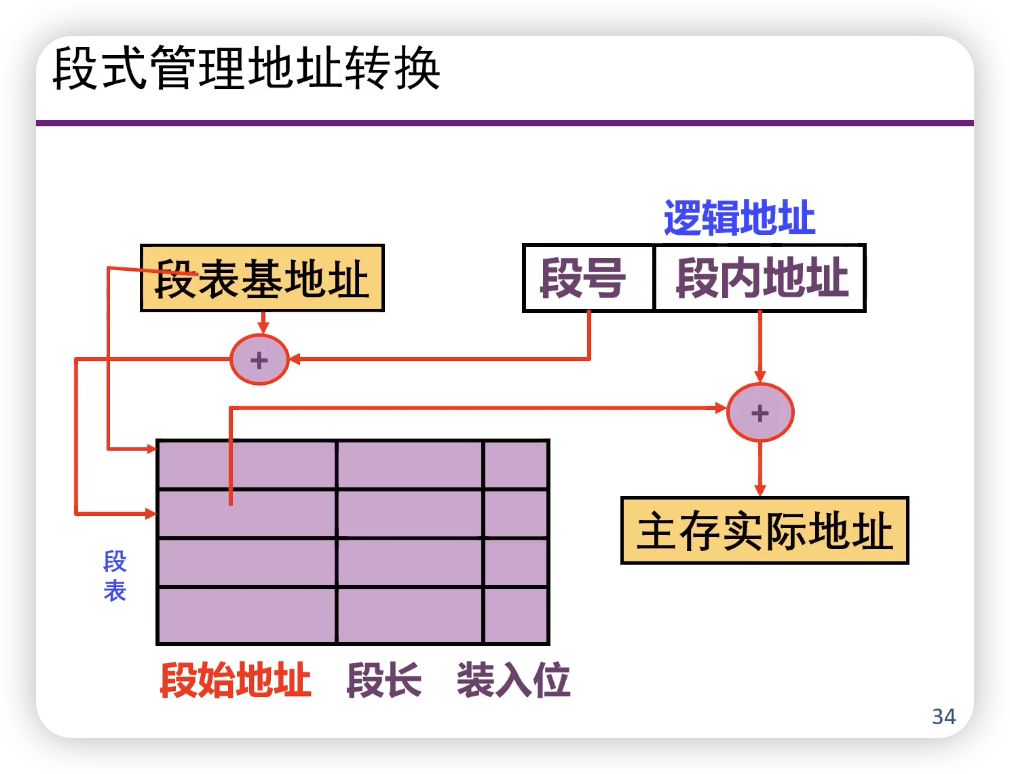 段式管理地址转换
逻辑地址
段表基地址
段号
段内地址
+
+
主存实际地址
段
表
段始地址
段长
装入位
34